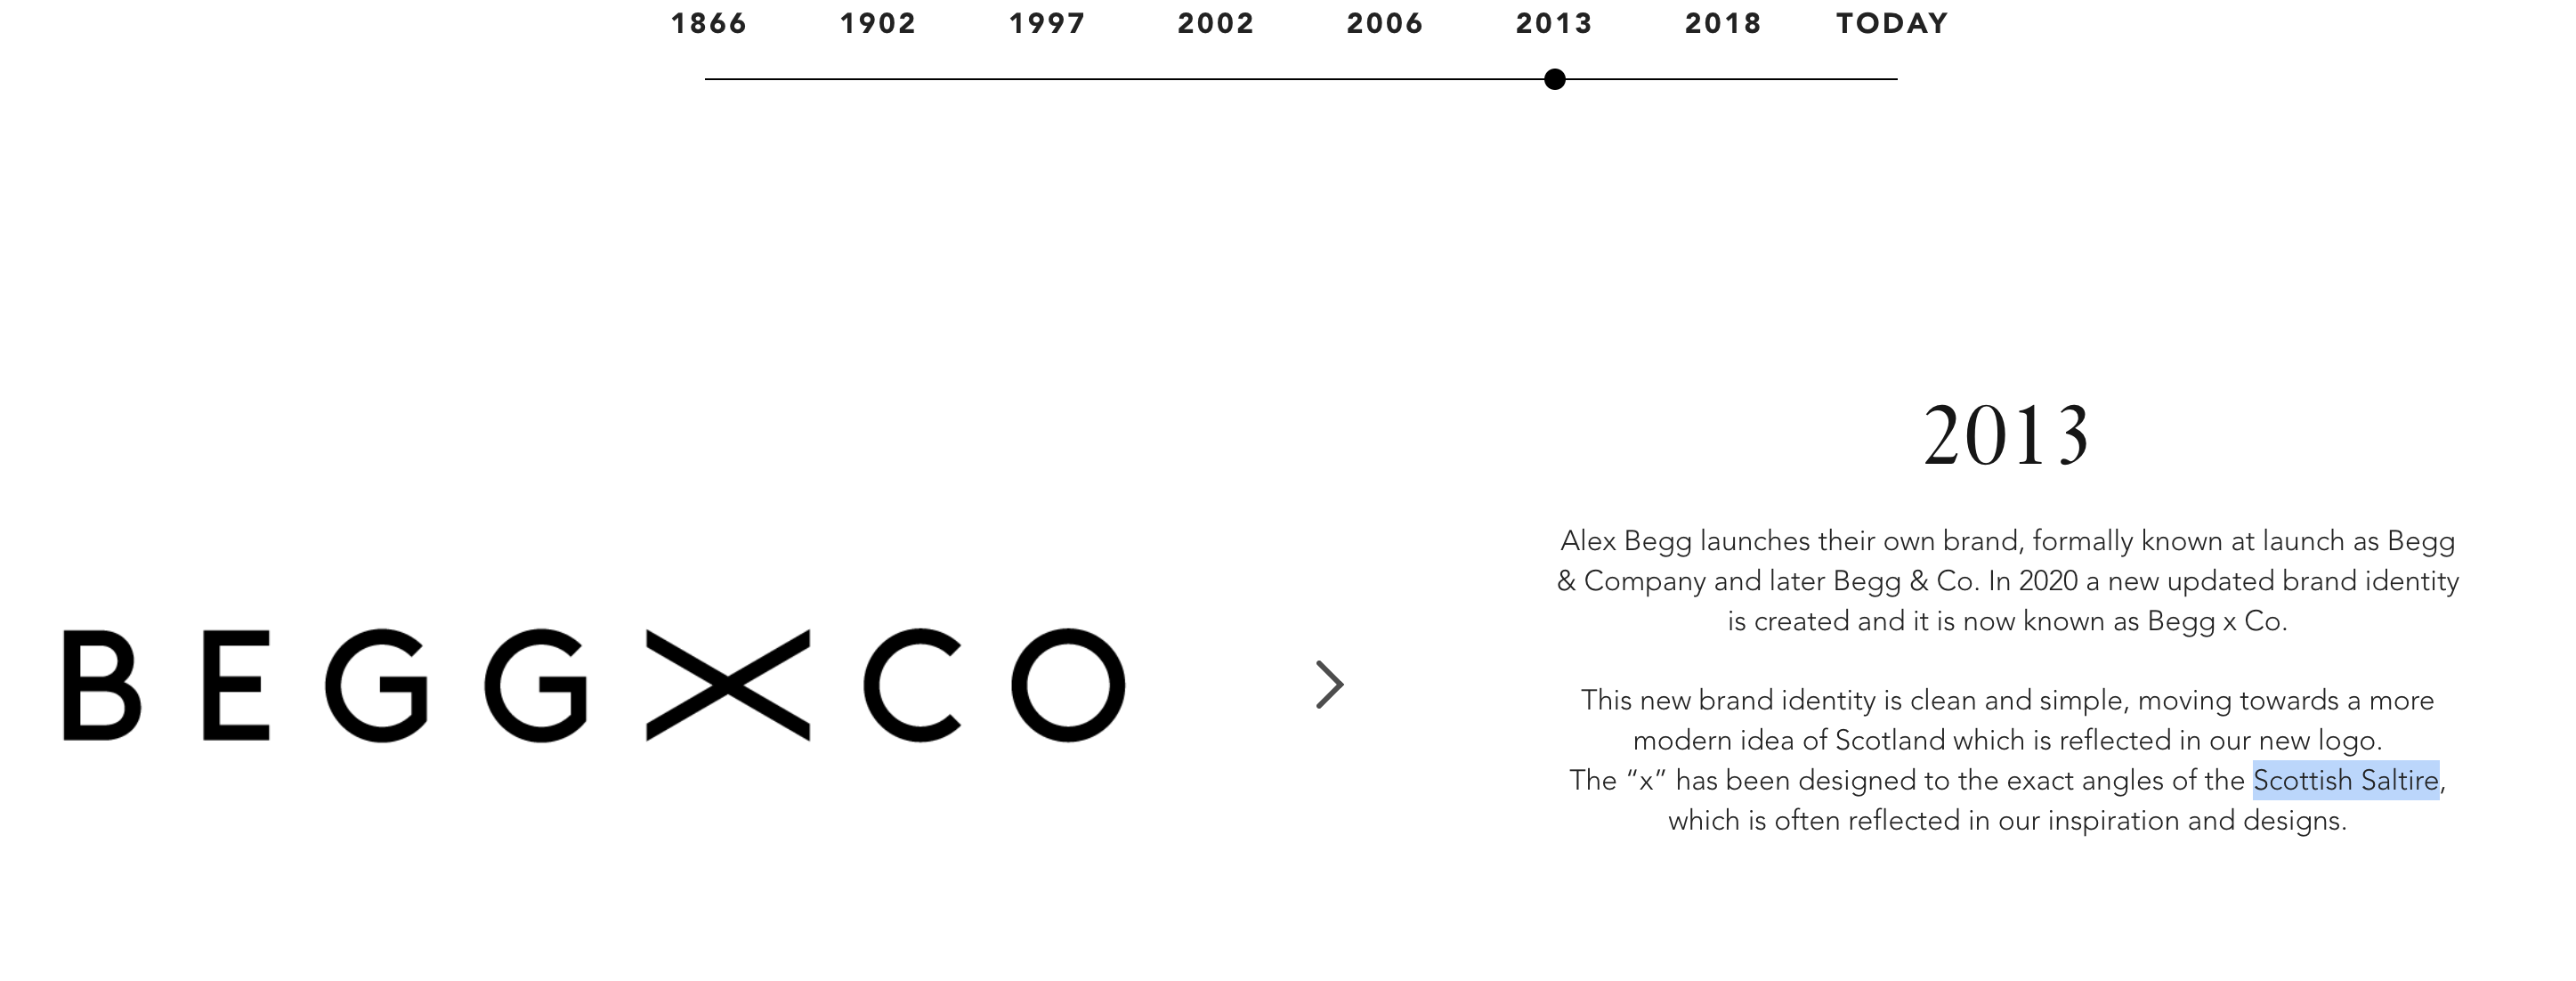 1866 1902 1997 2002 2006 2013 2018 TODAY
BEGGXCO
2013
Alex Begg launches their own brand, formally known at launch as Begg
& Company and later Begg & Co. In 2020 a new updated brand identity
is created and it is now known as Begg x Co.
This new brand identity is clean and simple, moving towards a more
modern idea of Scotland which is reflected in our new logo.
The “x” has been designed to the exact angles of the Scottish Saltire,
which is often reflected in our inspiration and designs.